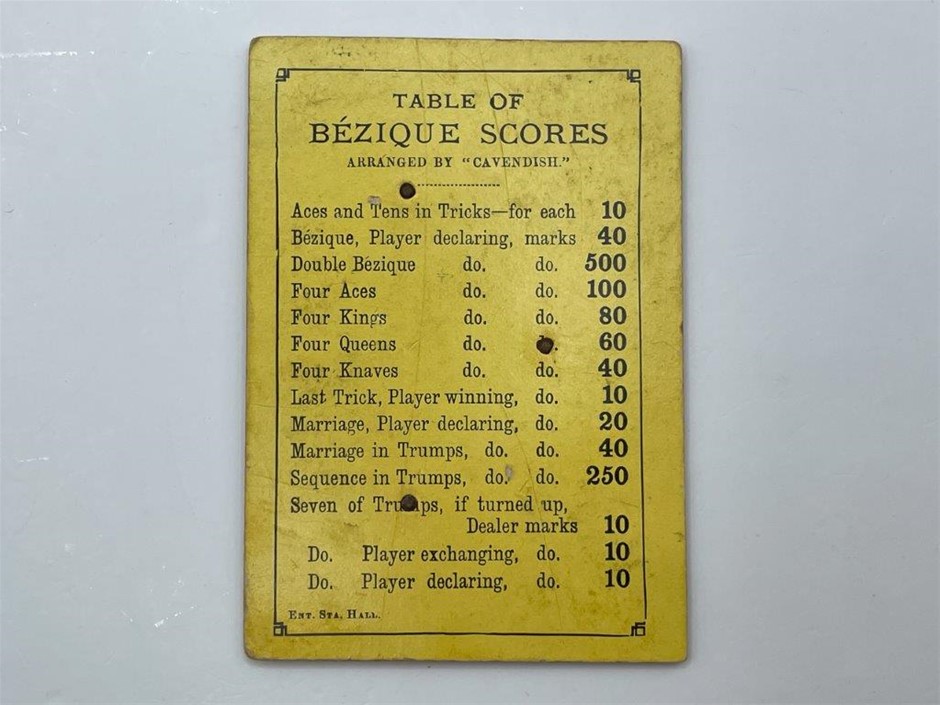 TABLE OF
BÉZIQUE SCORES
ARRANGED BY "CAVENDISH."
Aces and Tens in Tricks—for each 10
Bézique, Player declaring, marks 40
Double Bézique do. do. 500
Four Aces do. do. 100
Four Kings do. do. 80
Four Queens do. 60
Four Knaves do. do. 40
Last Trick, Player winning, do. 10
Marriage, Player declaring, do. 20
Marriage in Trumps, do. do. 40
Sequence in Trumps, do. do. 250
Seven of Trumps, if turned up,
Dealer marks 10
Do. Player exchanging, do. 10
Do. Player declaring, do. 10
ENT. STA. HALL.